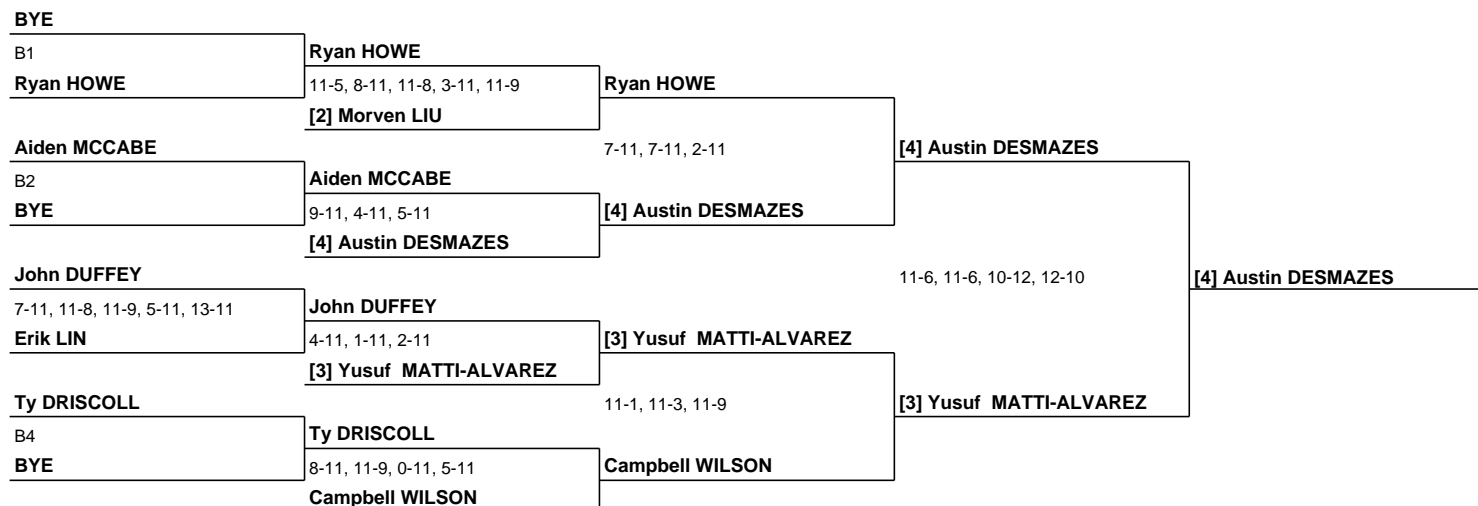 BYE
B1
Ryan HOWE
Ryan HOWE
11-5, 8-11, 11-8, 3-11, 11-9
Ryan HOWE
[2] Morven LIU
Aiden MCCABE
7-11, 7-11, 2-11
[4] Austin DESMAZES
B2
Aiden MCCABE
BYE
9-11, 4-11, 5-11
[4] Austin DESMAZES
[4] Austin DESMAZES
John DUFFEY
11-6, 11-6, 10-12, 12-10
[4] Austin DESMAZES
7-11, 11-8, 11-9, 5-11, 13-11
John DUFFEY
Erik LIN
4-11, 1-11, 2-11
[3] Yusuf  MATTI-ALVAREZ
[3] Yusuf  MATTI-ALVAREZ
Ty DRISCOLL
11-1, 11-3, 11-9
[3] Yusuf  MATTI-ALVAREZ
B4
Ty DRISCOLL
BYE
8-11, 11-9, 0-11, 5-11
Campbell WILSON
Campbell WILSON